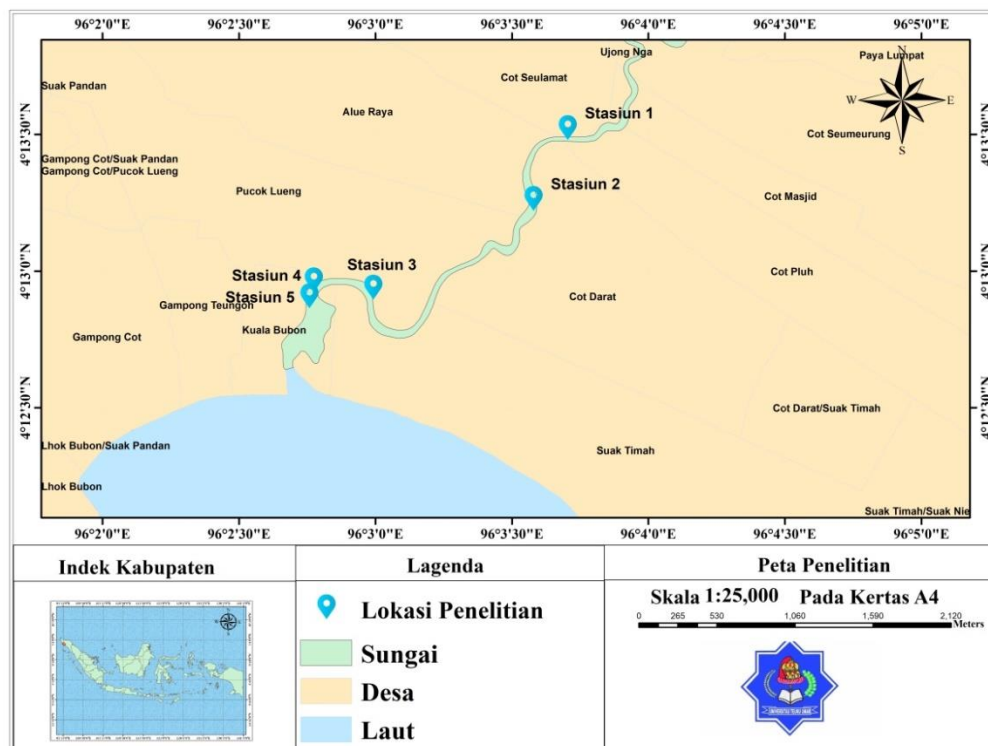 96°2'0"E 96°2'30"E 96°3'0"E 96°3'30"E 96°4'0"E 96°4'30"E 96°5'0"E
Ujong Nga
Paya Lumpat
Cot Seulamat
Suak Pandan
N
W E
S
Alue Raya
Stasiun 1
4°13'30"N
4°13'30"N
Cot Seumeurung
Gampong Cot/Suak Pandan
Gampong Cot/Pucok Lueng
Pucok Lueng
Stasiun 2
Cot Masjid
4°13'0"N
4°13'0"N
Stasiun 3
Stasiun 4
Cot Pluh
Stasiun 5
Cot Darat
Gampong Teungoh
Kuala Bubon
Gampong Cot
4°12'30"N
4°12'30"N
Cot Darat/Suak Timah
Lhok Bubon/Suak Pandan
Suak Timah
Lhok Bubon
Suak Timah/Suak Nie
96°2'0"E 96°2'30"E 96°3'0"E 96°3'30"E 96°4'0"E 96°4'30"E 96°5'0"E
Indek Kabupaten
Lagenda
Lokasi Penelitian
Sungai
Desa
Laut
Peta Penelitian
Skala 1:25,000 Pada Kertas A4
0 265 530 1,060 1,590 2,120
Meters
UNIVERSITAS TEUKU UMAR